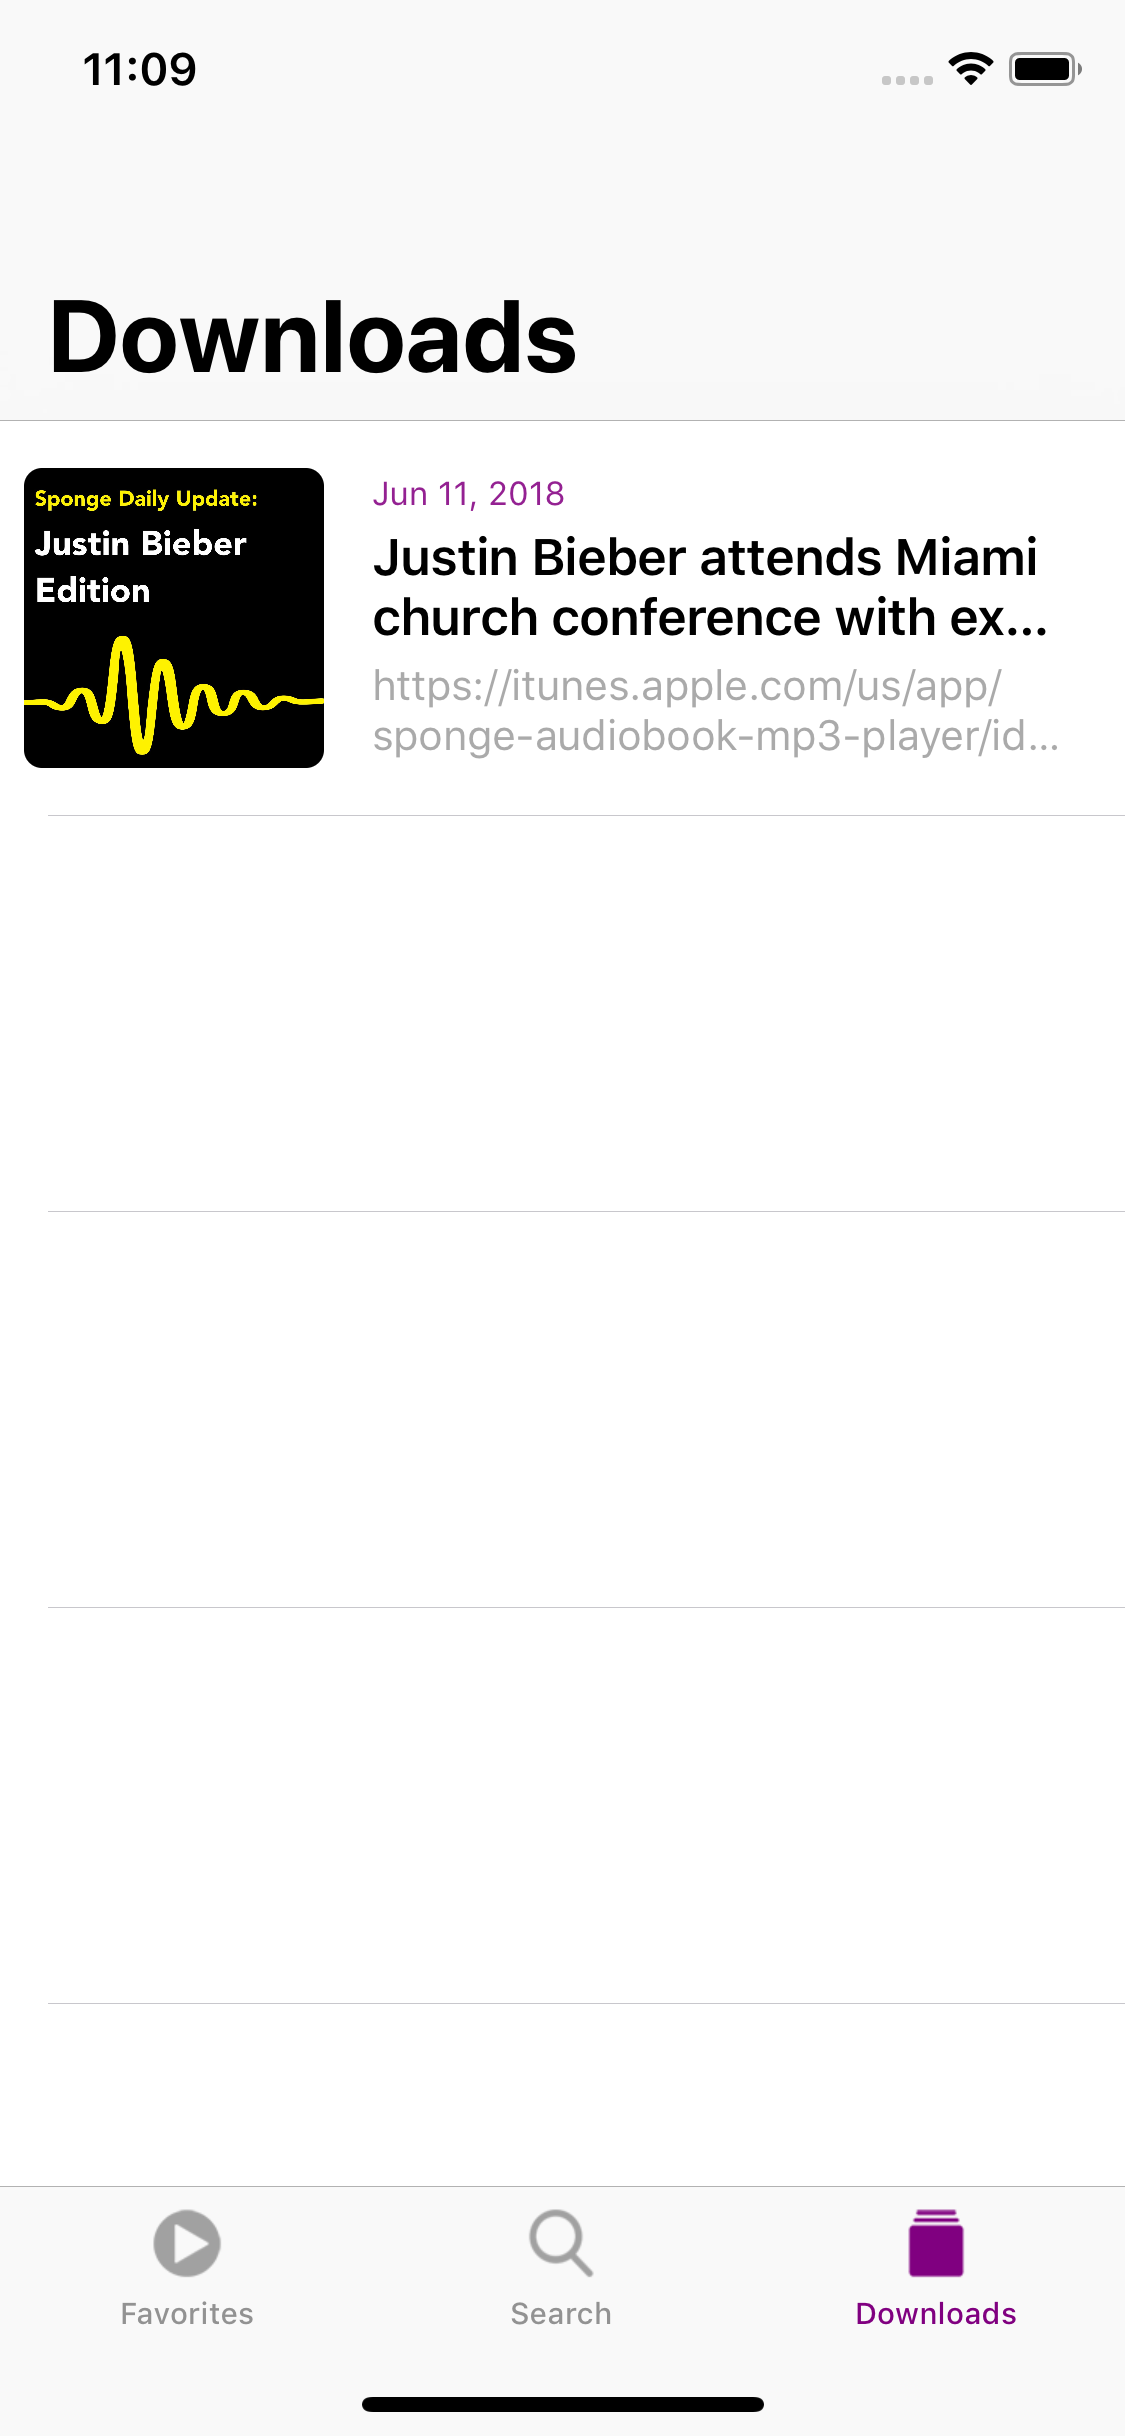 11:09
Downloads
Sponge Daily Update:
Justin Bieber
Edition
Jun 11, 2018
Justin Bieber attends Miami
church conference with ex...
https://itunes.apple.com/us/app/
sponge-audiobook-mp3-player/id...
Favorites
Search
Downloads